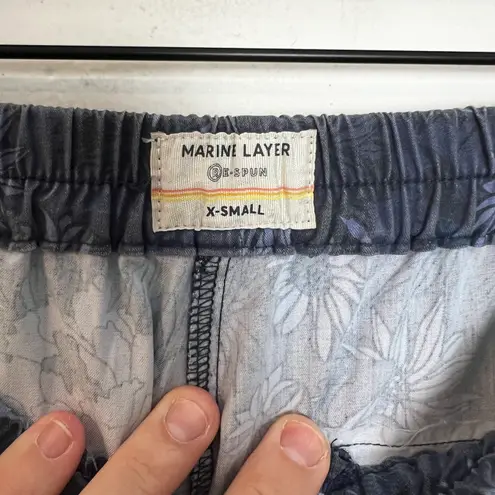 MARINE LAYER
RE-SPUN
X-SMALL